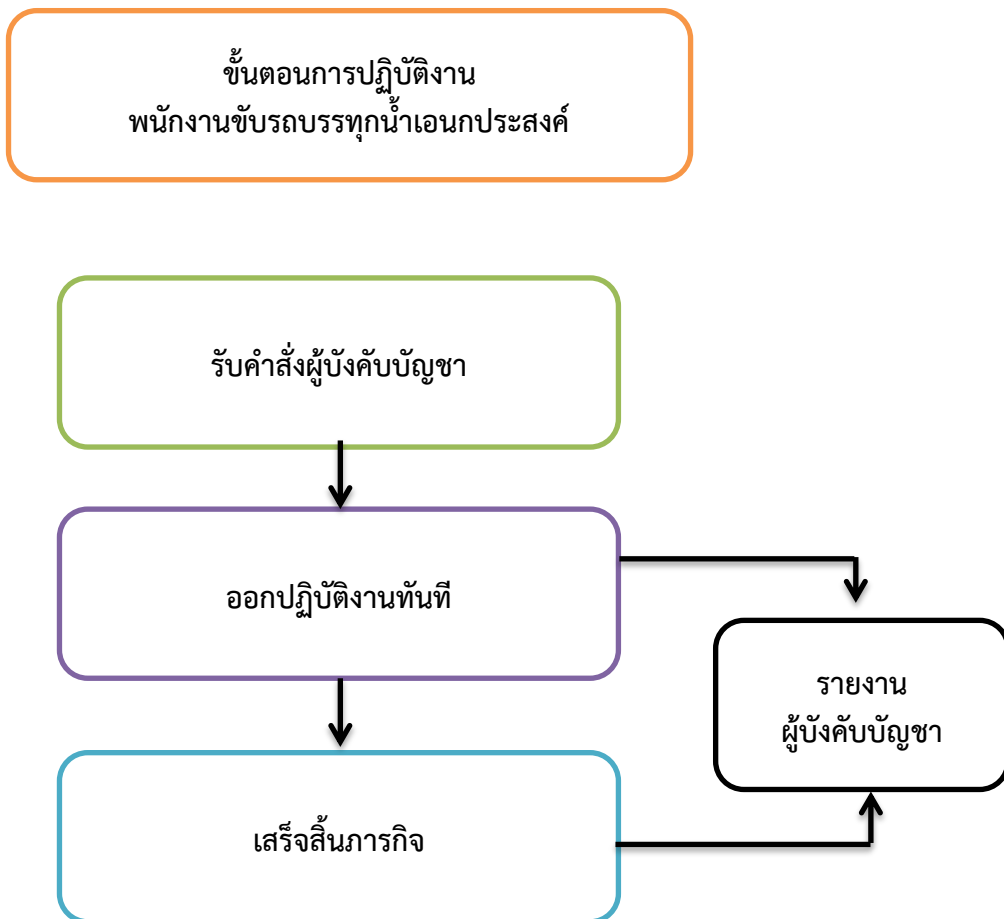 ขั้นตอนการปฏิบัติงาน
พนักงานขับรถบรรทุกน้ำเอนกประสงค์
รับคำสั่งผู้บังคับบัญชา
ออกปฏิบัติงานทันที
รายงาน
ผู้บังคับบัญชา
เสร็จสิ้นภารกิจ